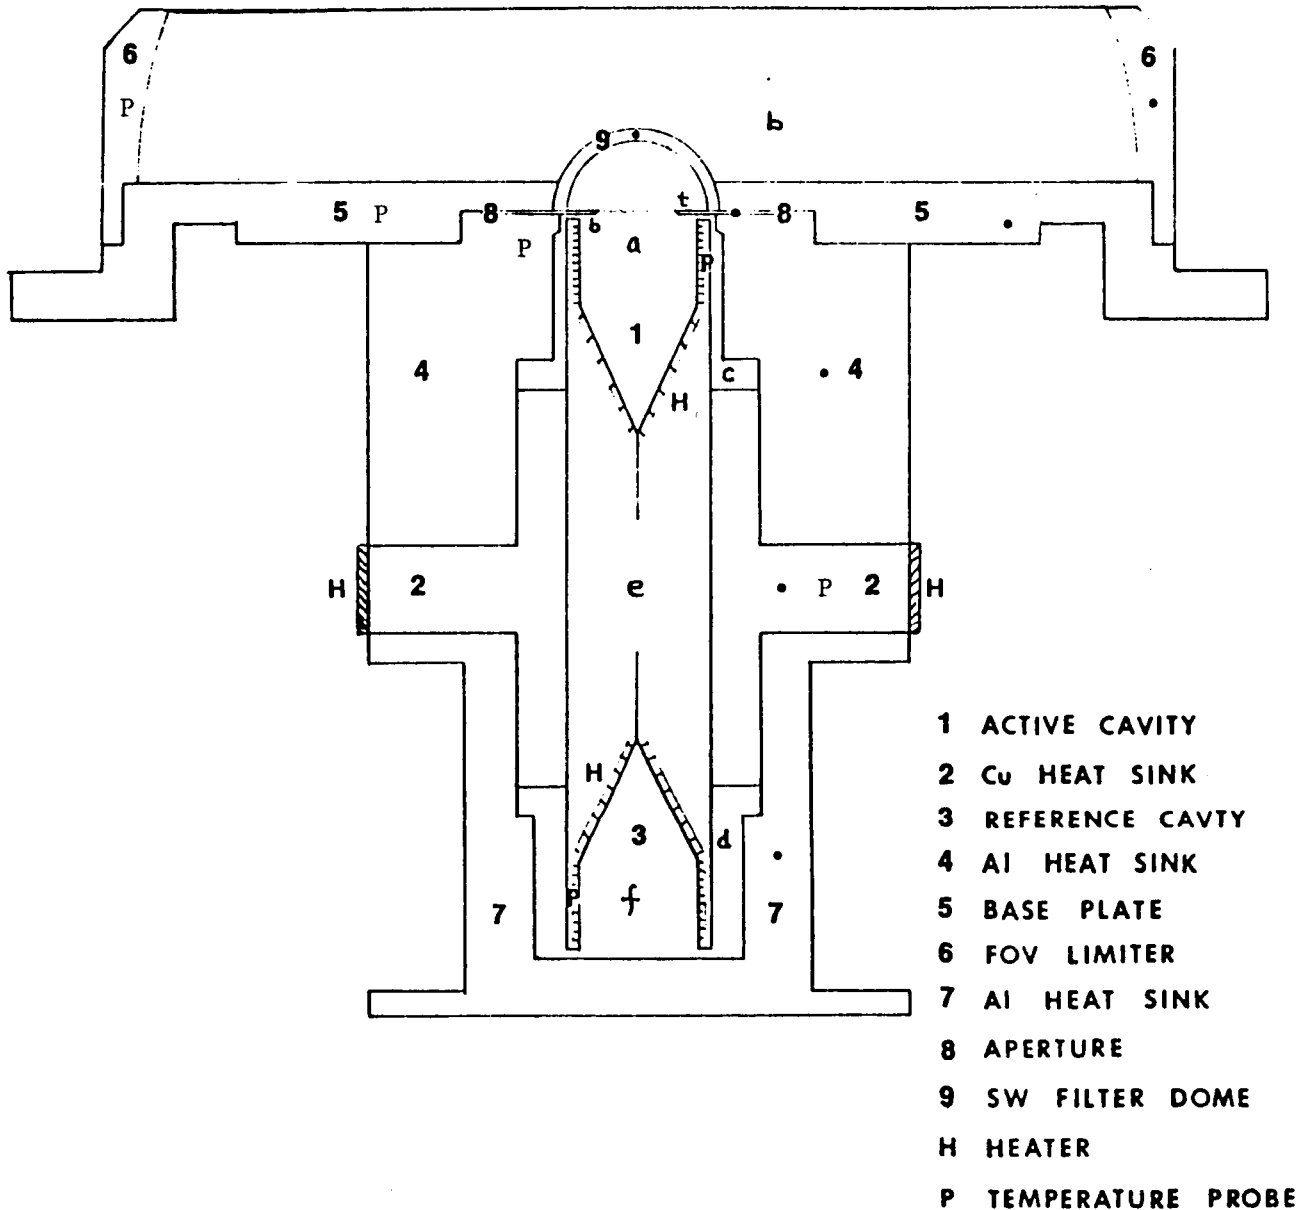 6 6
P
b
9
t
5 P 8 8 5
b
P a P
1
4 c 4
H
H 2 e P 2 H
H
3 d
P f
7 7
1 ACTIVE CAVITY
2 Cu HEAT SINK
3 REFERENCE CAVTY
4 Al HEAT SINK
5 BASE PLATE
6 FOV LIMITER
7 Al HEAT SINK
8 APERTURE
9 SW FILTER DOME
H HEATER
P TEMPERATURE PROBE